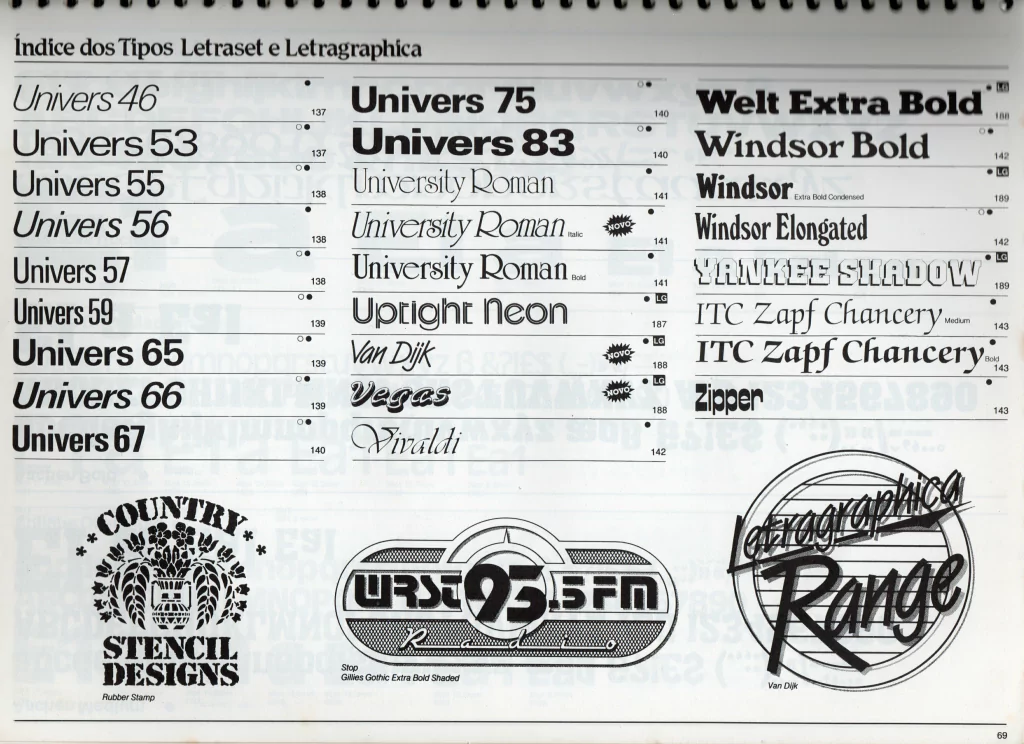 Índice dos Tipos Letraset e Letragraphica
Univers 46
137
Univers 53
137
Univers 55
138
Univers 56
138
Univers 57
138
Univers 59
139
Univers 65
139
Univers 66
139
Univers 67
140
Univers 75
140
Univers 83
140
University Roman
141
University Roman Italic NOVO
141
University Roman Bold
141
Uptight Neon LG
187
Van Dijk NOVO LG
188
Vegas NOVO LG
188
Vivaldi
142
Welt Extra Bold LG
188
Windsor Bold
142
Windsor Extra Bold Condensed LG
189
Windsor Elongated
142
YANKEE SHADOW LG
189
ITC Zapf Chancery Medium
143
ITC Zapf Chancery Bold
143
Zipper
143
COUNTRY
STENCIL
DESIGNS
Rubber Stamp
WRST 95.5 FM
Radio
Stop
Gillies Gothic Extra Bold Shaded
Letragraphica
Range
Van Dijk
69